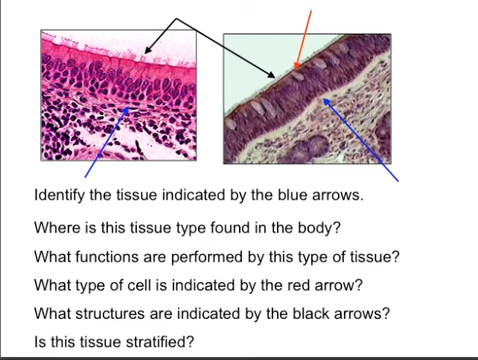 Identify the tissue indicated by the blue arrows.
Where is this tissue type found in the body?
What functions are performed by this type of tissue?
What type of cell is indicated by the red arrow?
What structures are indicated by the black arrows?
Is this tissue stratified?